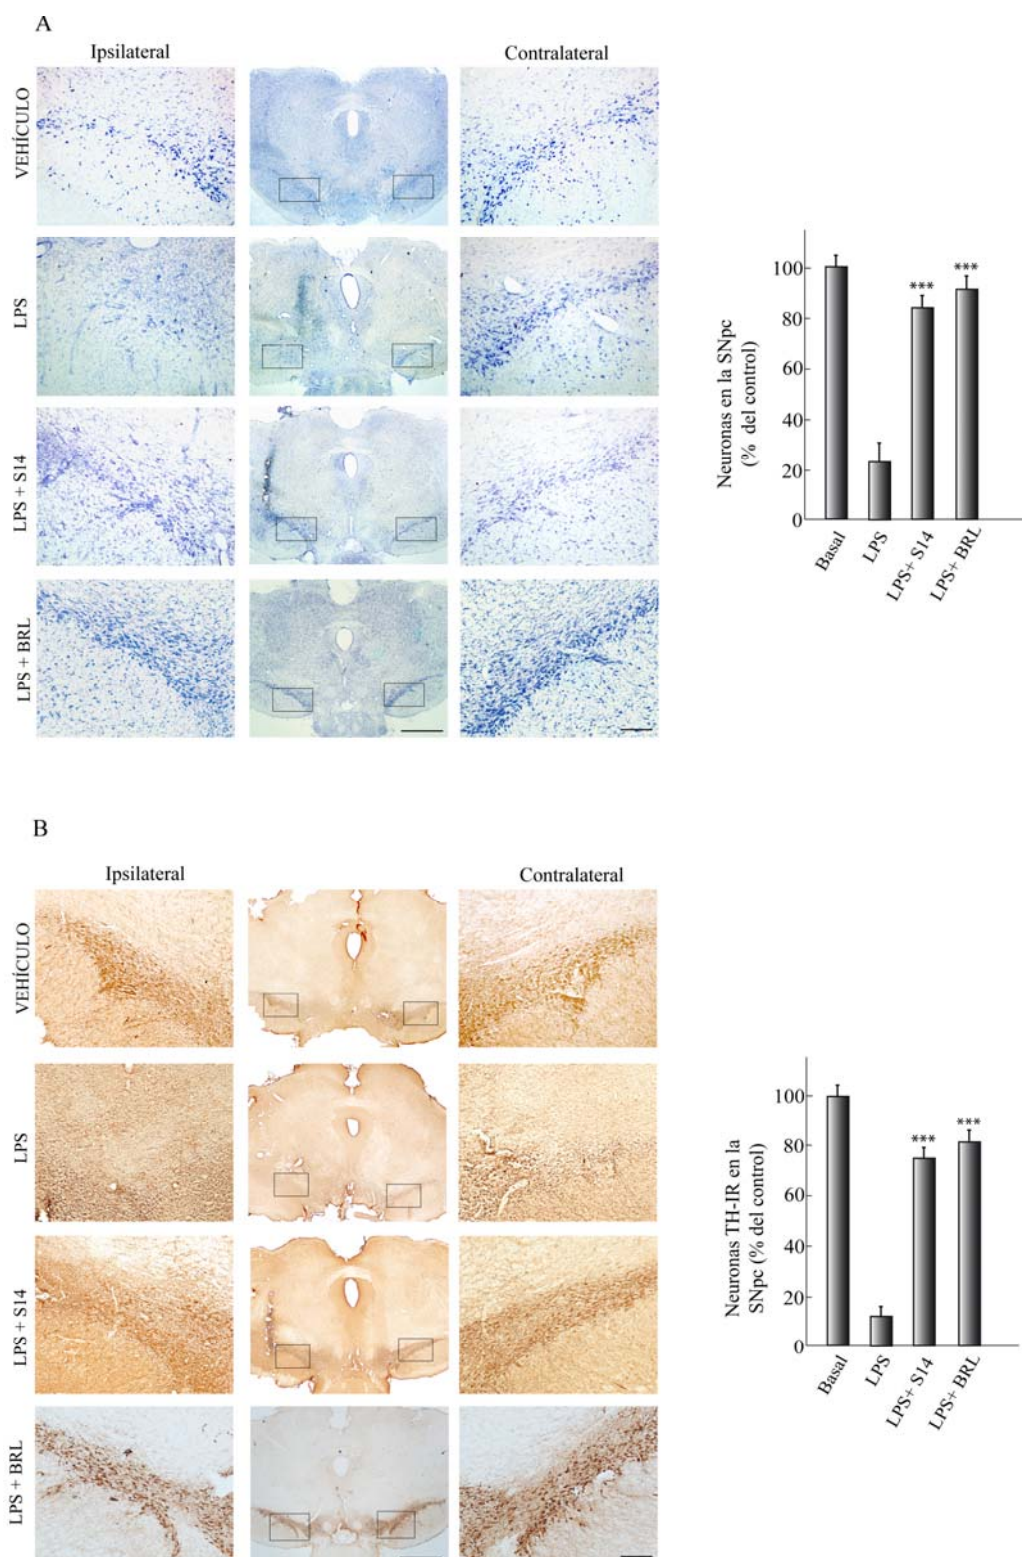 A
Ipsilateral
Contralateral
VEHÍCULO
LPS
LPS + S14
LPS + BRL
Neuronas en la SNpc
(% del control)
100
80
60
40
20
0
***
***
Basal
LPS
LPS+ S14
LPS+ BRL
B
Ipsilateral
Contralateral
VEHÍCULO
LPS
LPS + S14
LPS + BRL
Neuronas TH-IR en la
SNpc (% del control)
100
80
60
40
20
0
***
***
Basal
LPS
LPS+ S14
LPS+ BRL